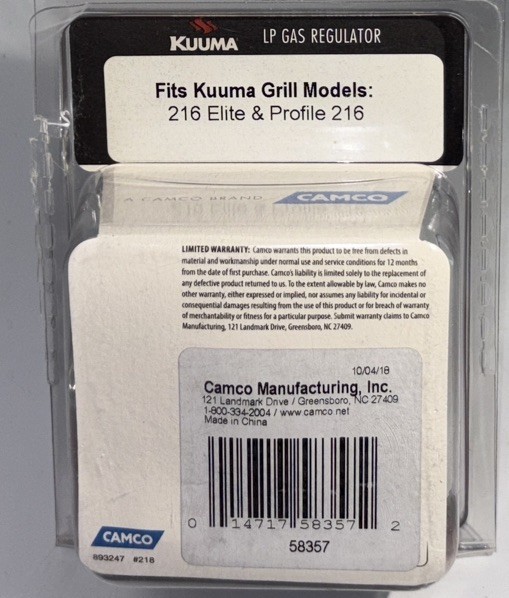 KUUMA
LP GAS REGULATOR
Fits Kuuma Grill Models:
216 Elite & Profile 216
A CAMCO BRAND
CAMCO
LIMITED WARRANTY: Camco warrants this product to be free from defects in
material and workmanship under normal use and service conditions for 12 months
from the date of first purchase. Camco's liability is limited solely to the replacement of
any defective product returned to us. To the extent allowable by law, Camco makes no
other warranty, either expressed or implied, nor assumes any liability for incidental or
consequential damages resulting from the use of this product or for breach of warranty
of merchantability or fitness for a particular purpose. Submit warranty claims to Camco
Manufacturing, 121 Landmark Drive, Greensboro, NC 27409.
10/04/18
Camco Manufacturing, Inc.
121 Landmark Drive / Greensboro, NC 27409
1-800-334-2004 / www.camco.net
Made in China
0 14717 58357 2
58357
CAMCO
893247 #218